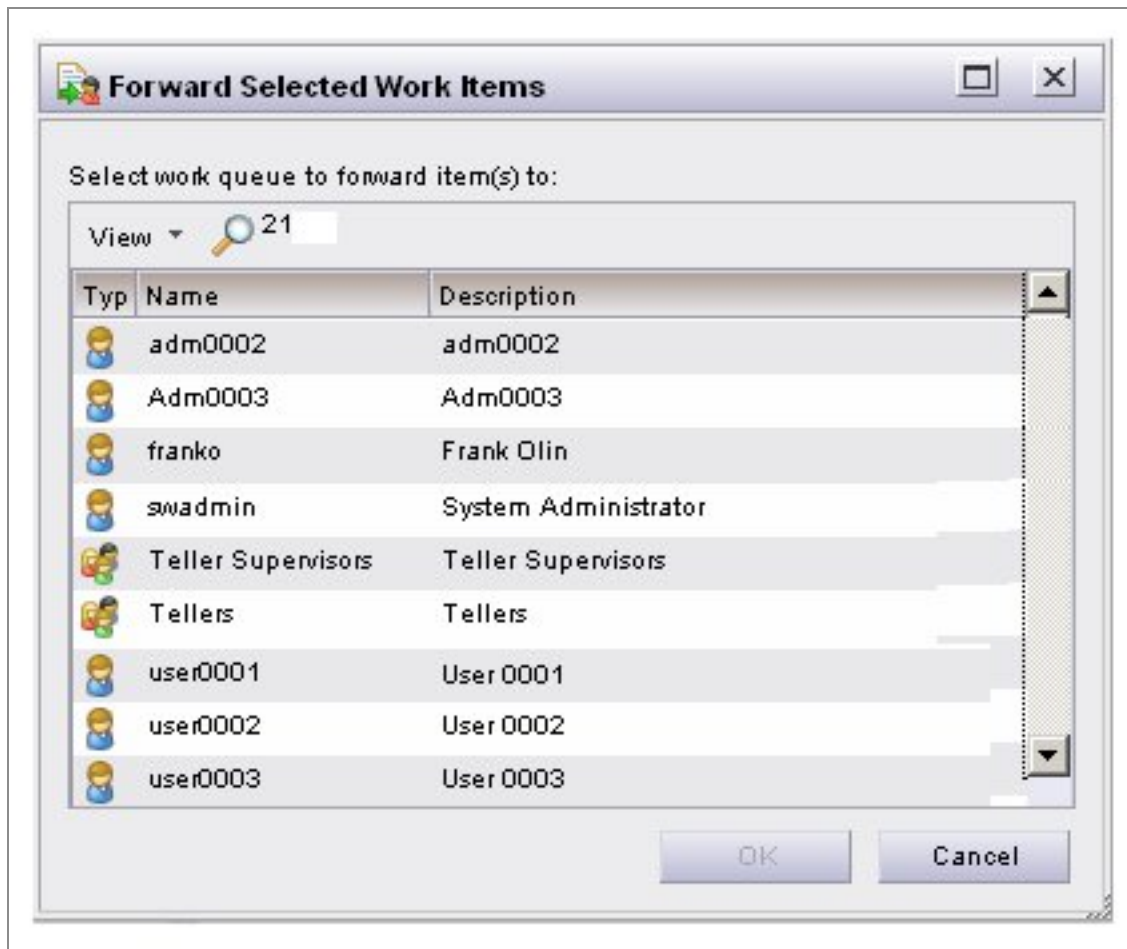 Forward Selected Work Items
Select work queue to forward item(s) to:
View 21
Typ Name Description
adm0002 adm0002
Adm0003 Adm0003
franko Frank Olin
swadmin System Administrator
Teller Supervisors Teller Supervisors
Tellers Tellers
user0001 User 0001
user0002 User 0002
user0003 User 0003
OK Cancel